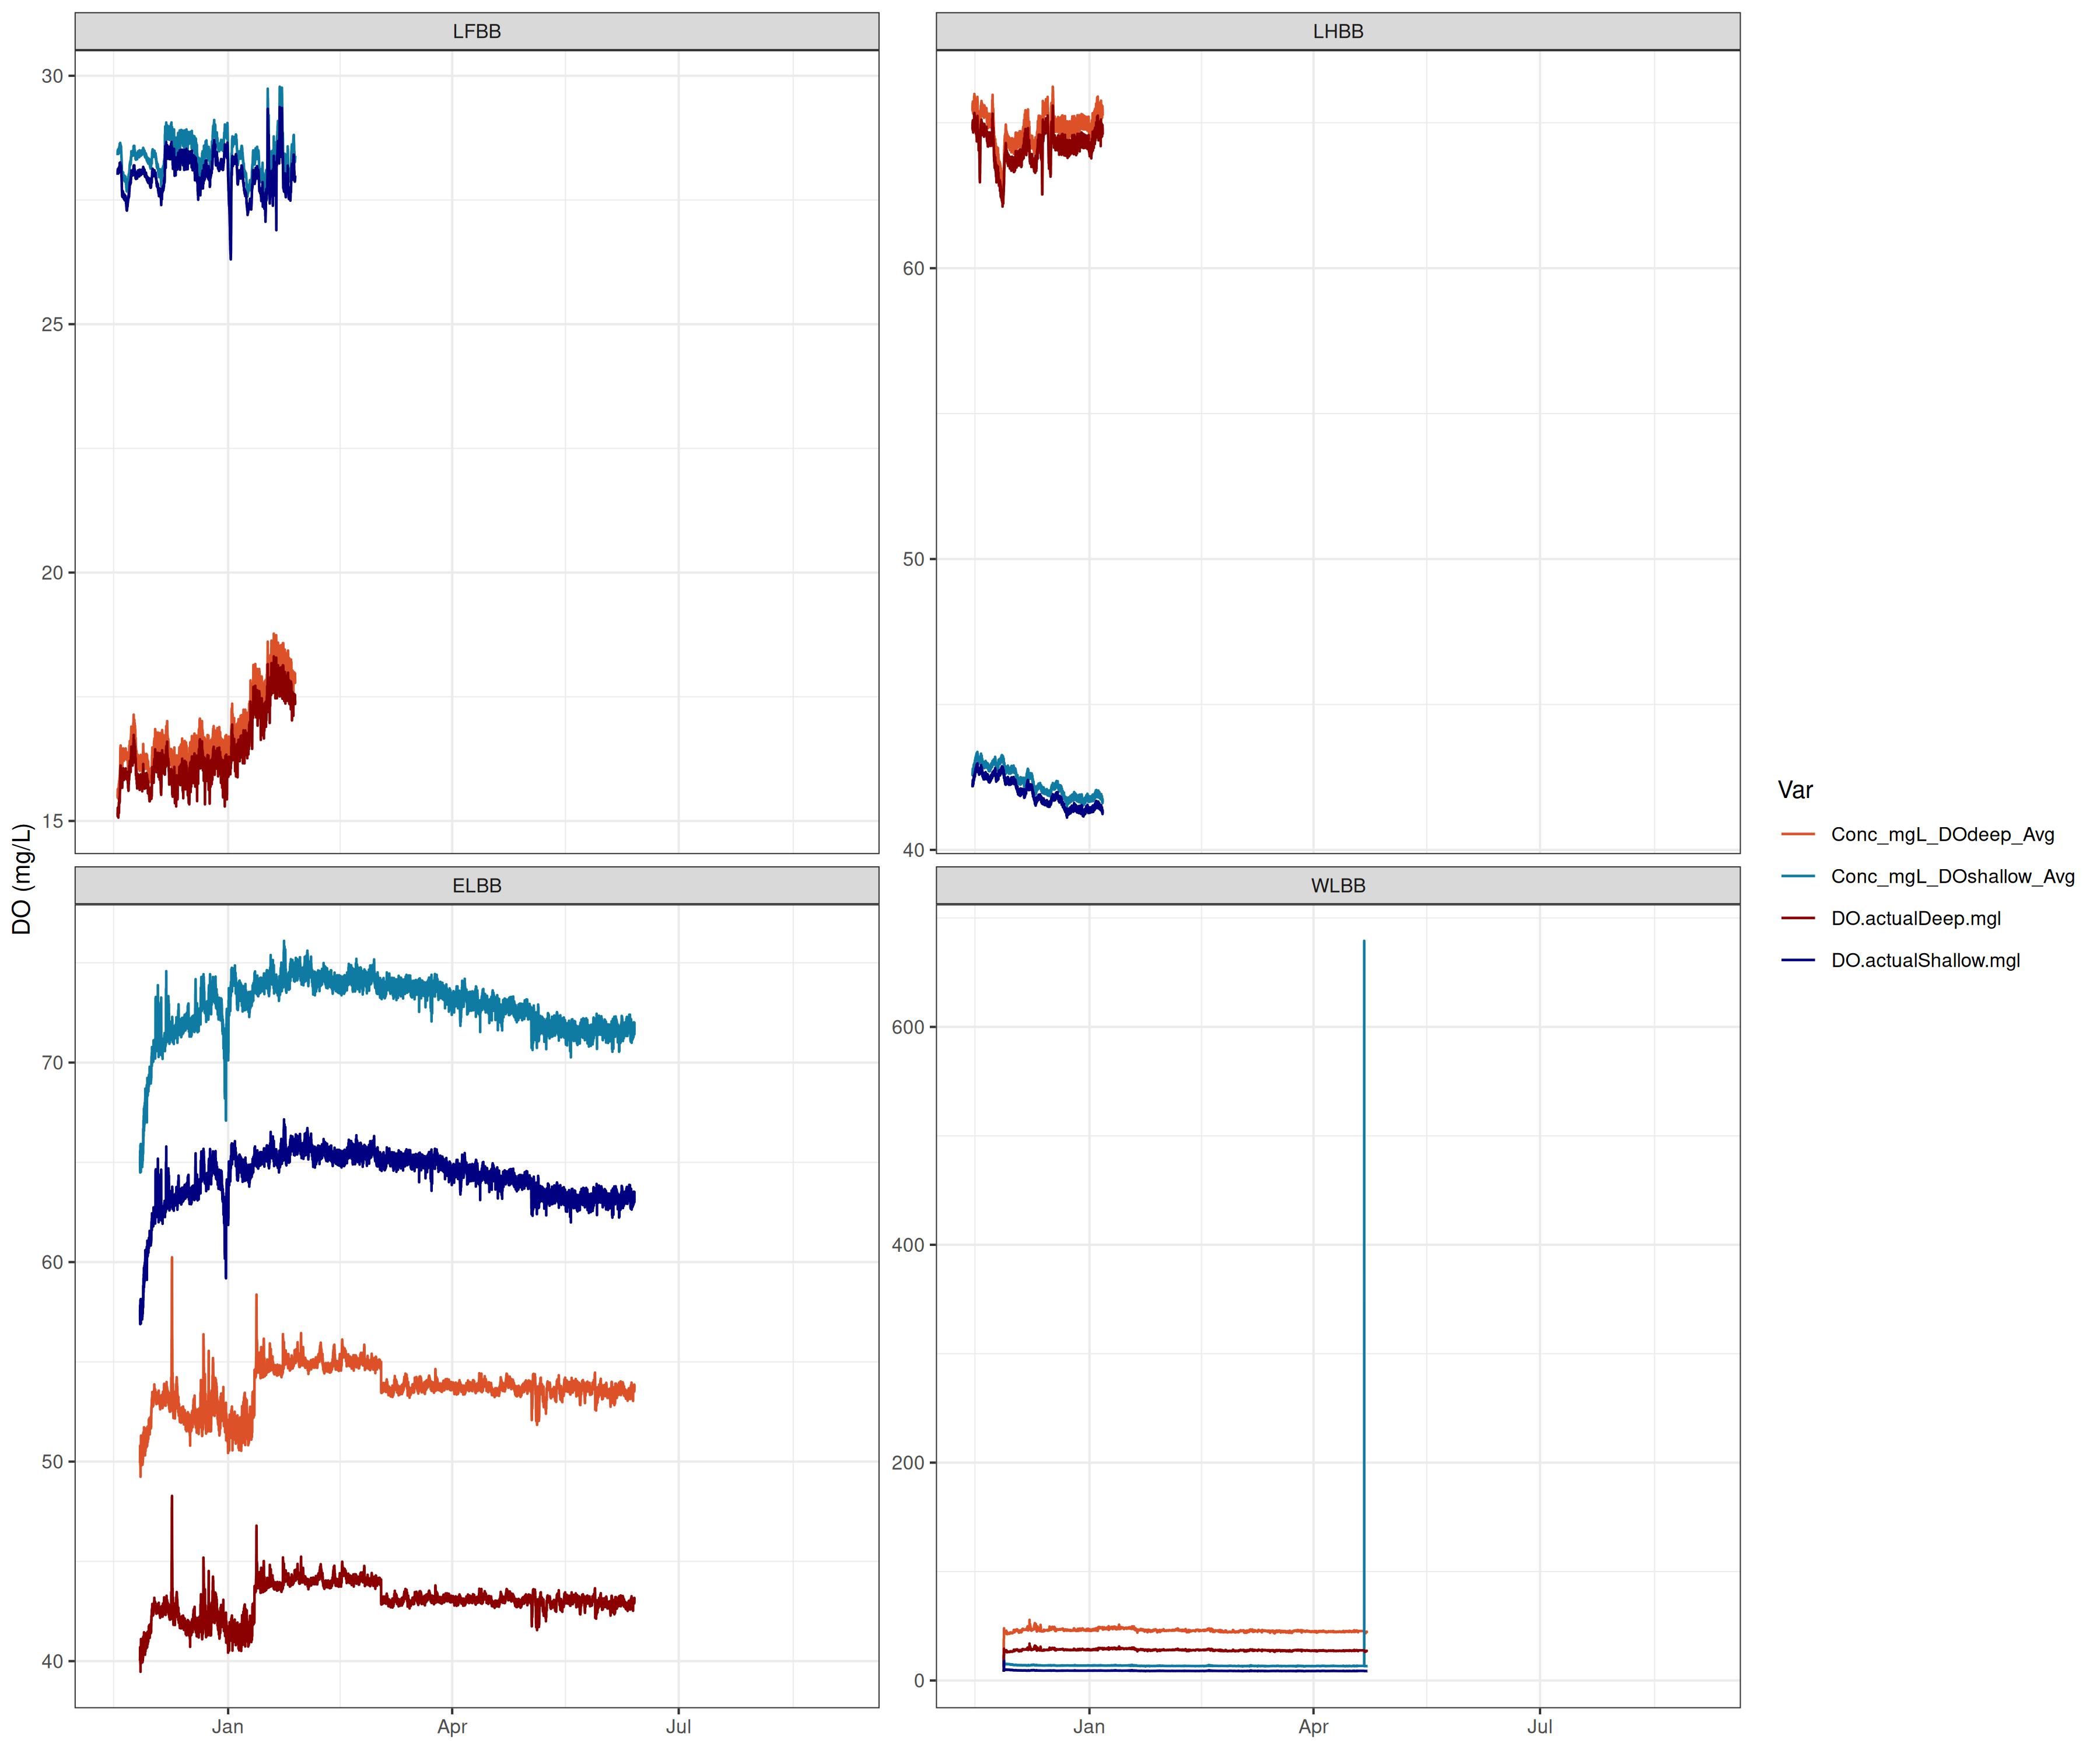 LFBB
LHBB
30
25
20
15
60
50
40
DO (mg/L)
ELBB
WLBB
70
60
50
40
600
400
200
0
Jan
Apr
Jul
Jan
Apr
Jul
Var
Conc_mgL_DOdeep_Avg
Conc_mgL_DOshallow_Avg
DO.actualDeep.mgl
DO.actualShallow.mgl